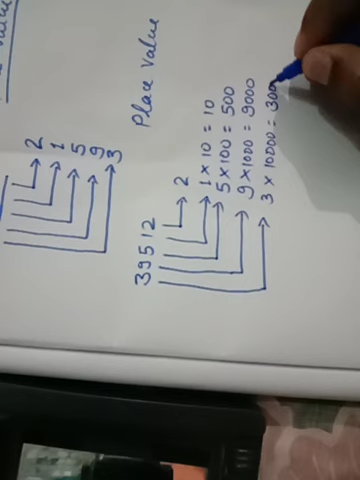 2
1
5
9
3
Place Value
39512
2
1 x 10 = 10
5 x 100 = 500
9 x 1000 = 9000
3 x 10000 = 300